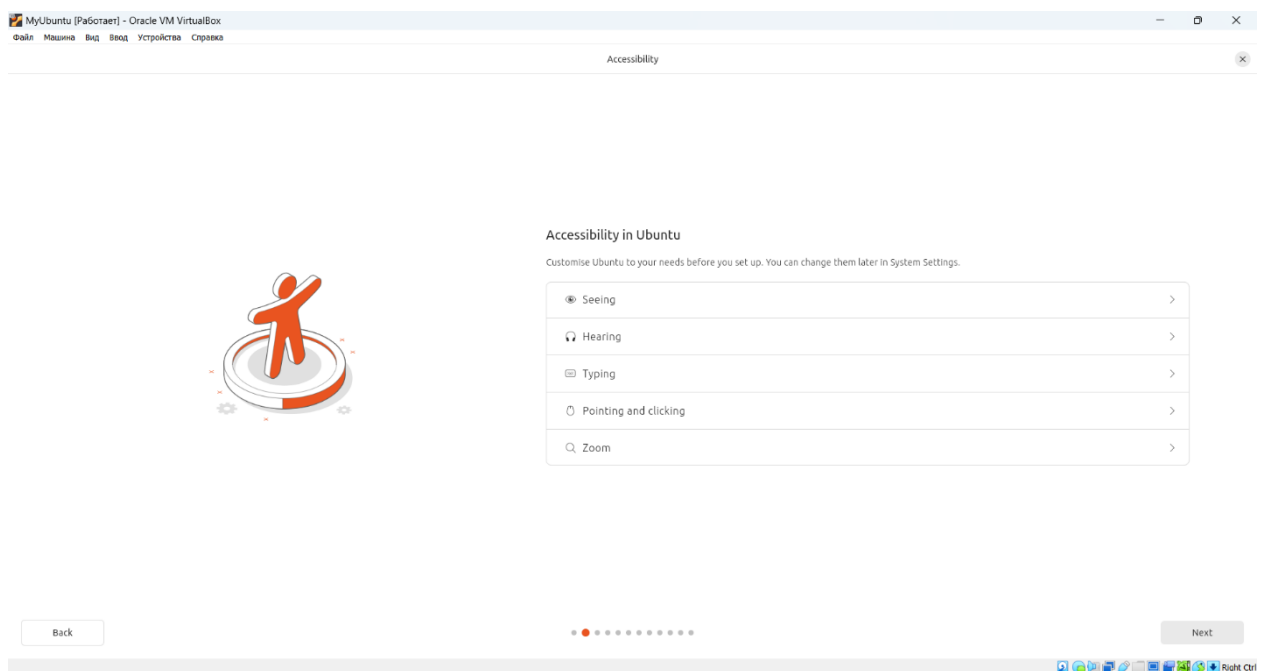 MyUbuntu [Работает] - Oracle VM VirtualBox
Файл Машина Вид Ввод Устройства Справка
Accessibility
Accessibility in Ubuntu
Customise Ubuntu to your needs before you set up. You can change them later in System Settings.
Seeing
Hearing
Typing
Pointing and clicking
Zoom
Back
Next
Right Ctrl